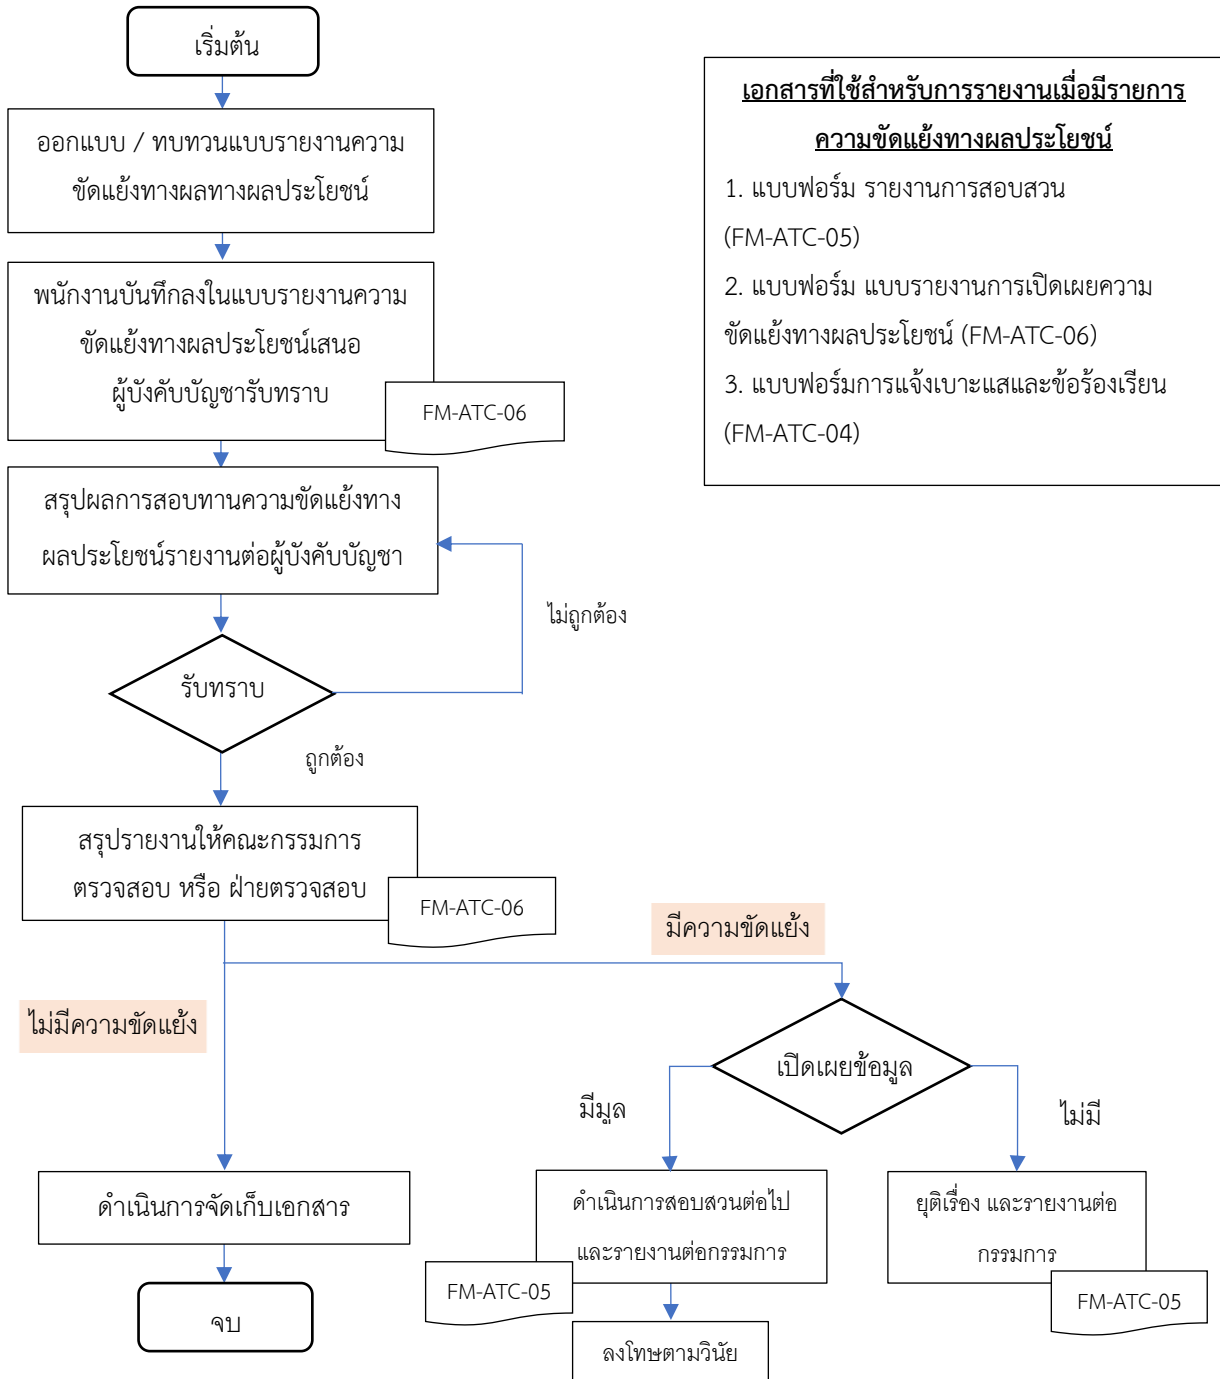 เริ่มต้น
ออกแบบ / ทบทวนแบบรายงานความ
ขัดแย้งทางผลทางผลประโยชน์
พนักงานบันทึกลงในแบบรายงานความ
ขัดแย้งทางผลประโยชน์เสนอ
ผู้บังคับบัญชารับทราบ
FM-ATC-06
สรุปผลการสอบทานความขัดแย้งทาง
ผลประโยชน์รายงานต่อผู้บังคับบัญชา
ไม่ถูกต้อง
รับทราบ
ถูกต้อง
สรุปรายงานให้คณะกรรมการ
ตรวจสอบ หรือ ฝ่ายตรวจสอบ
FM-ATC-06
เอกสารที่ใช้สำหรับการรายงานเมื่อมีรายการ
ความขัดแย้งทางผลประโยชน์
1. แบบฟอร์ม รายงานการสอบสวน
(FM-ATC-05)
2. แบบฟอร์ม แบบรายงานการเปิดเผยความ
ขัดแย้งทางผลประโยชน์ (FM-ATC-06)
3. แบบฟอร์มการแจ้งเบาะแสและข้อร้องเรียน
(FM-ATC-04)
มีความขัดแย้ง
ไม่มีความขัดแย้ง
เปิดเผยข้อมูล
มีมูล
ไม่มี
ดำเนินการจัดเก็บเอกสาร
จบ
ดำเนินการสอบสวนต่อไป
และรายงานต่อกรรมการ
FM-ATC-05
ลงโทษตามวินัย
ยุติเรื่อง และรายงานต่อ
กรรมการ
FM-ATC-05